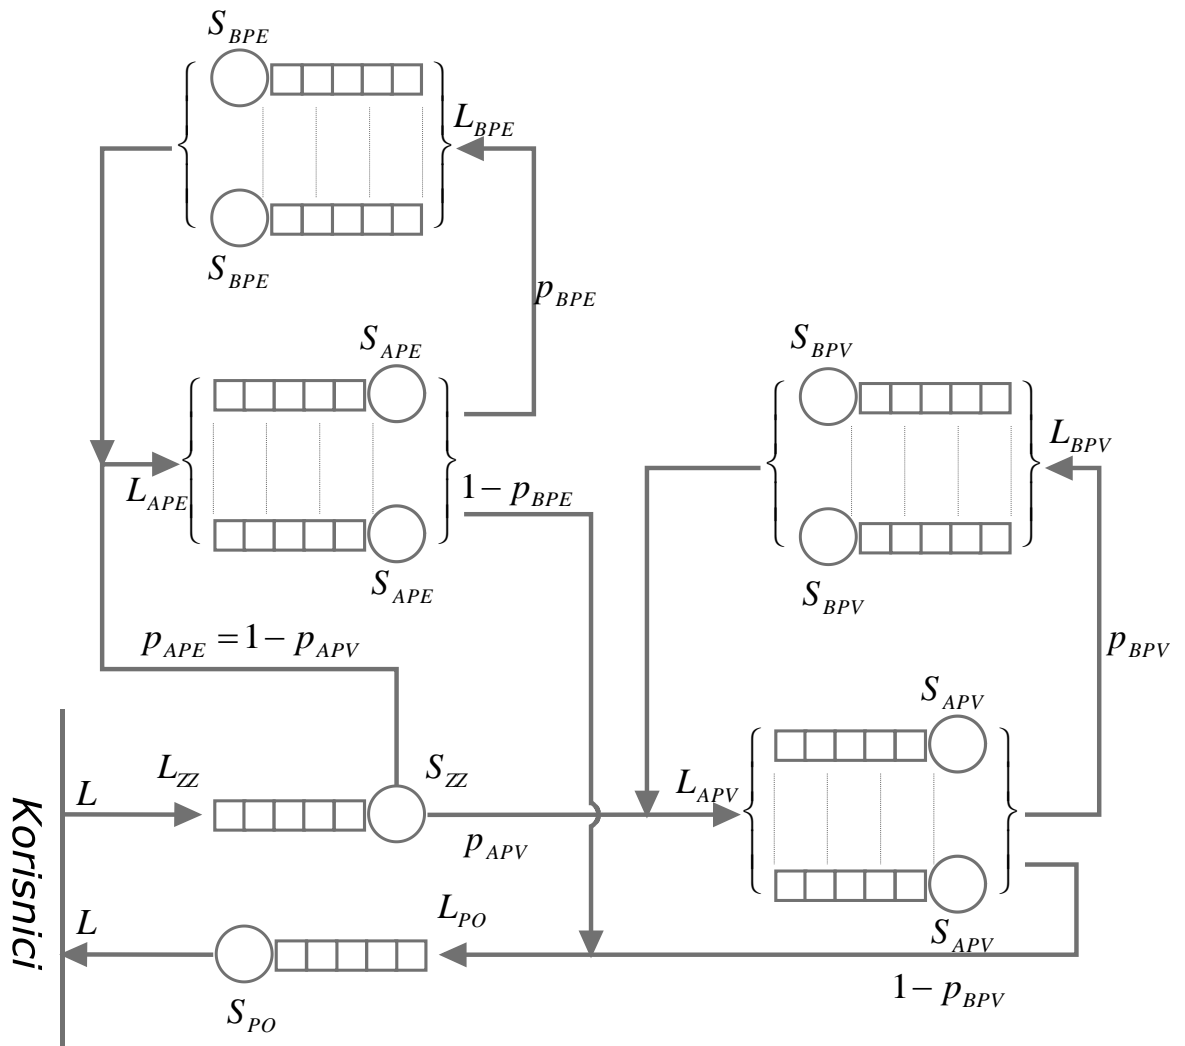 S_BPE
L_BPE
S_BPE
p_BPE
S_APE
S_BPV
L_BPV
L_APE
1 - p_BPE
S_APE
S_BPV
p_APE = 1 - p_APV
p_BPV
S_APV
L_ZZ
S_ZZ
L
L_APV
p_APV
Korisnici
L
L_PO
S_APV
1 - p_BPV
S_PO